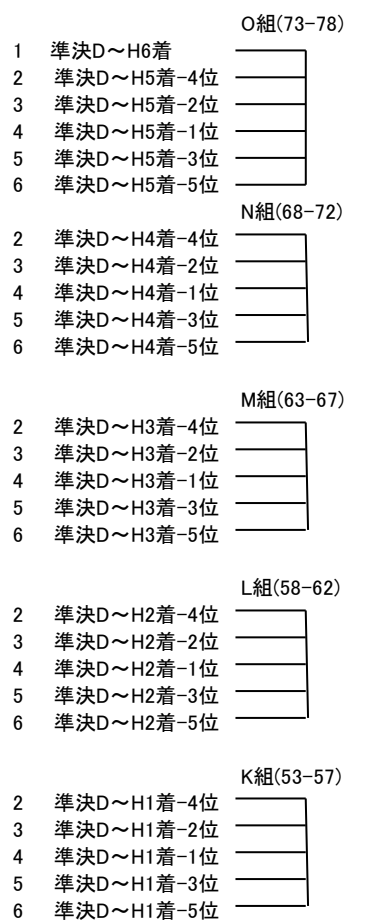 O組(73-78)
1 準決D～H6着
2 準決D～H5着-4位
3 準決D～H5着-2位
4 準決D～H5着-1位
5 準決D～H5着-3位
6 準決D～H5着-5位
N組(68-72)
2 準決D～H4着-4位
3 準決D～H4着-2位
4 準決D～H4着-1位
5 準決D～H4着-3位
6 準決D～H4着-5位
M組(63-67)
2 準決D～H3着-4位
3 準決D～H3着-2位
4 準決D～H3着-1位
5 準決D～H3着-3位
6 準決D～H3着-5位
L組(58-62)
2 準決D～H2着-4位
3 準決D～H2着-2位
4 準決D～H2着-1位
5 準決D～H2着-3位
6 準決D～H2着-5位
K組(53-57)
2 準決D～H1着-4位
3 準決D～H1着-2位
4 準決D～H1着-1位
5 準決D～H1着-3位
6 準決D～H1着-5位